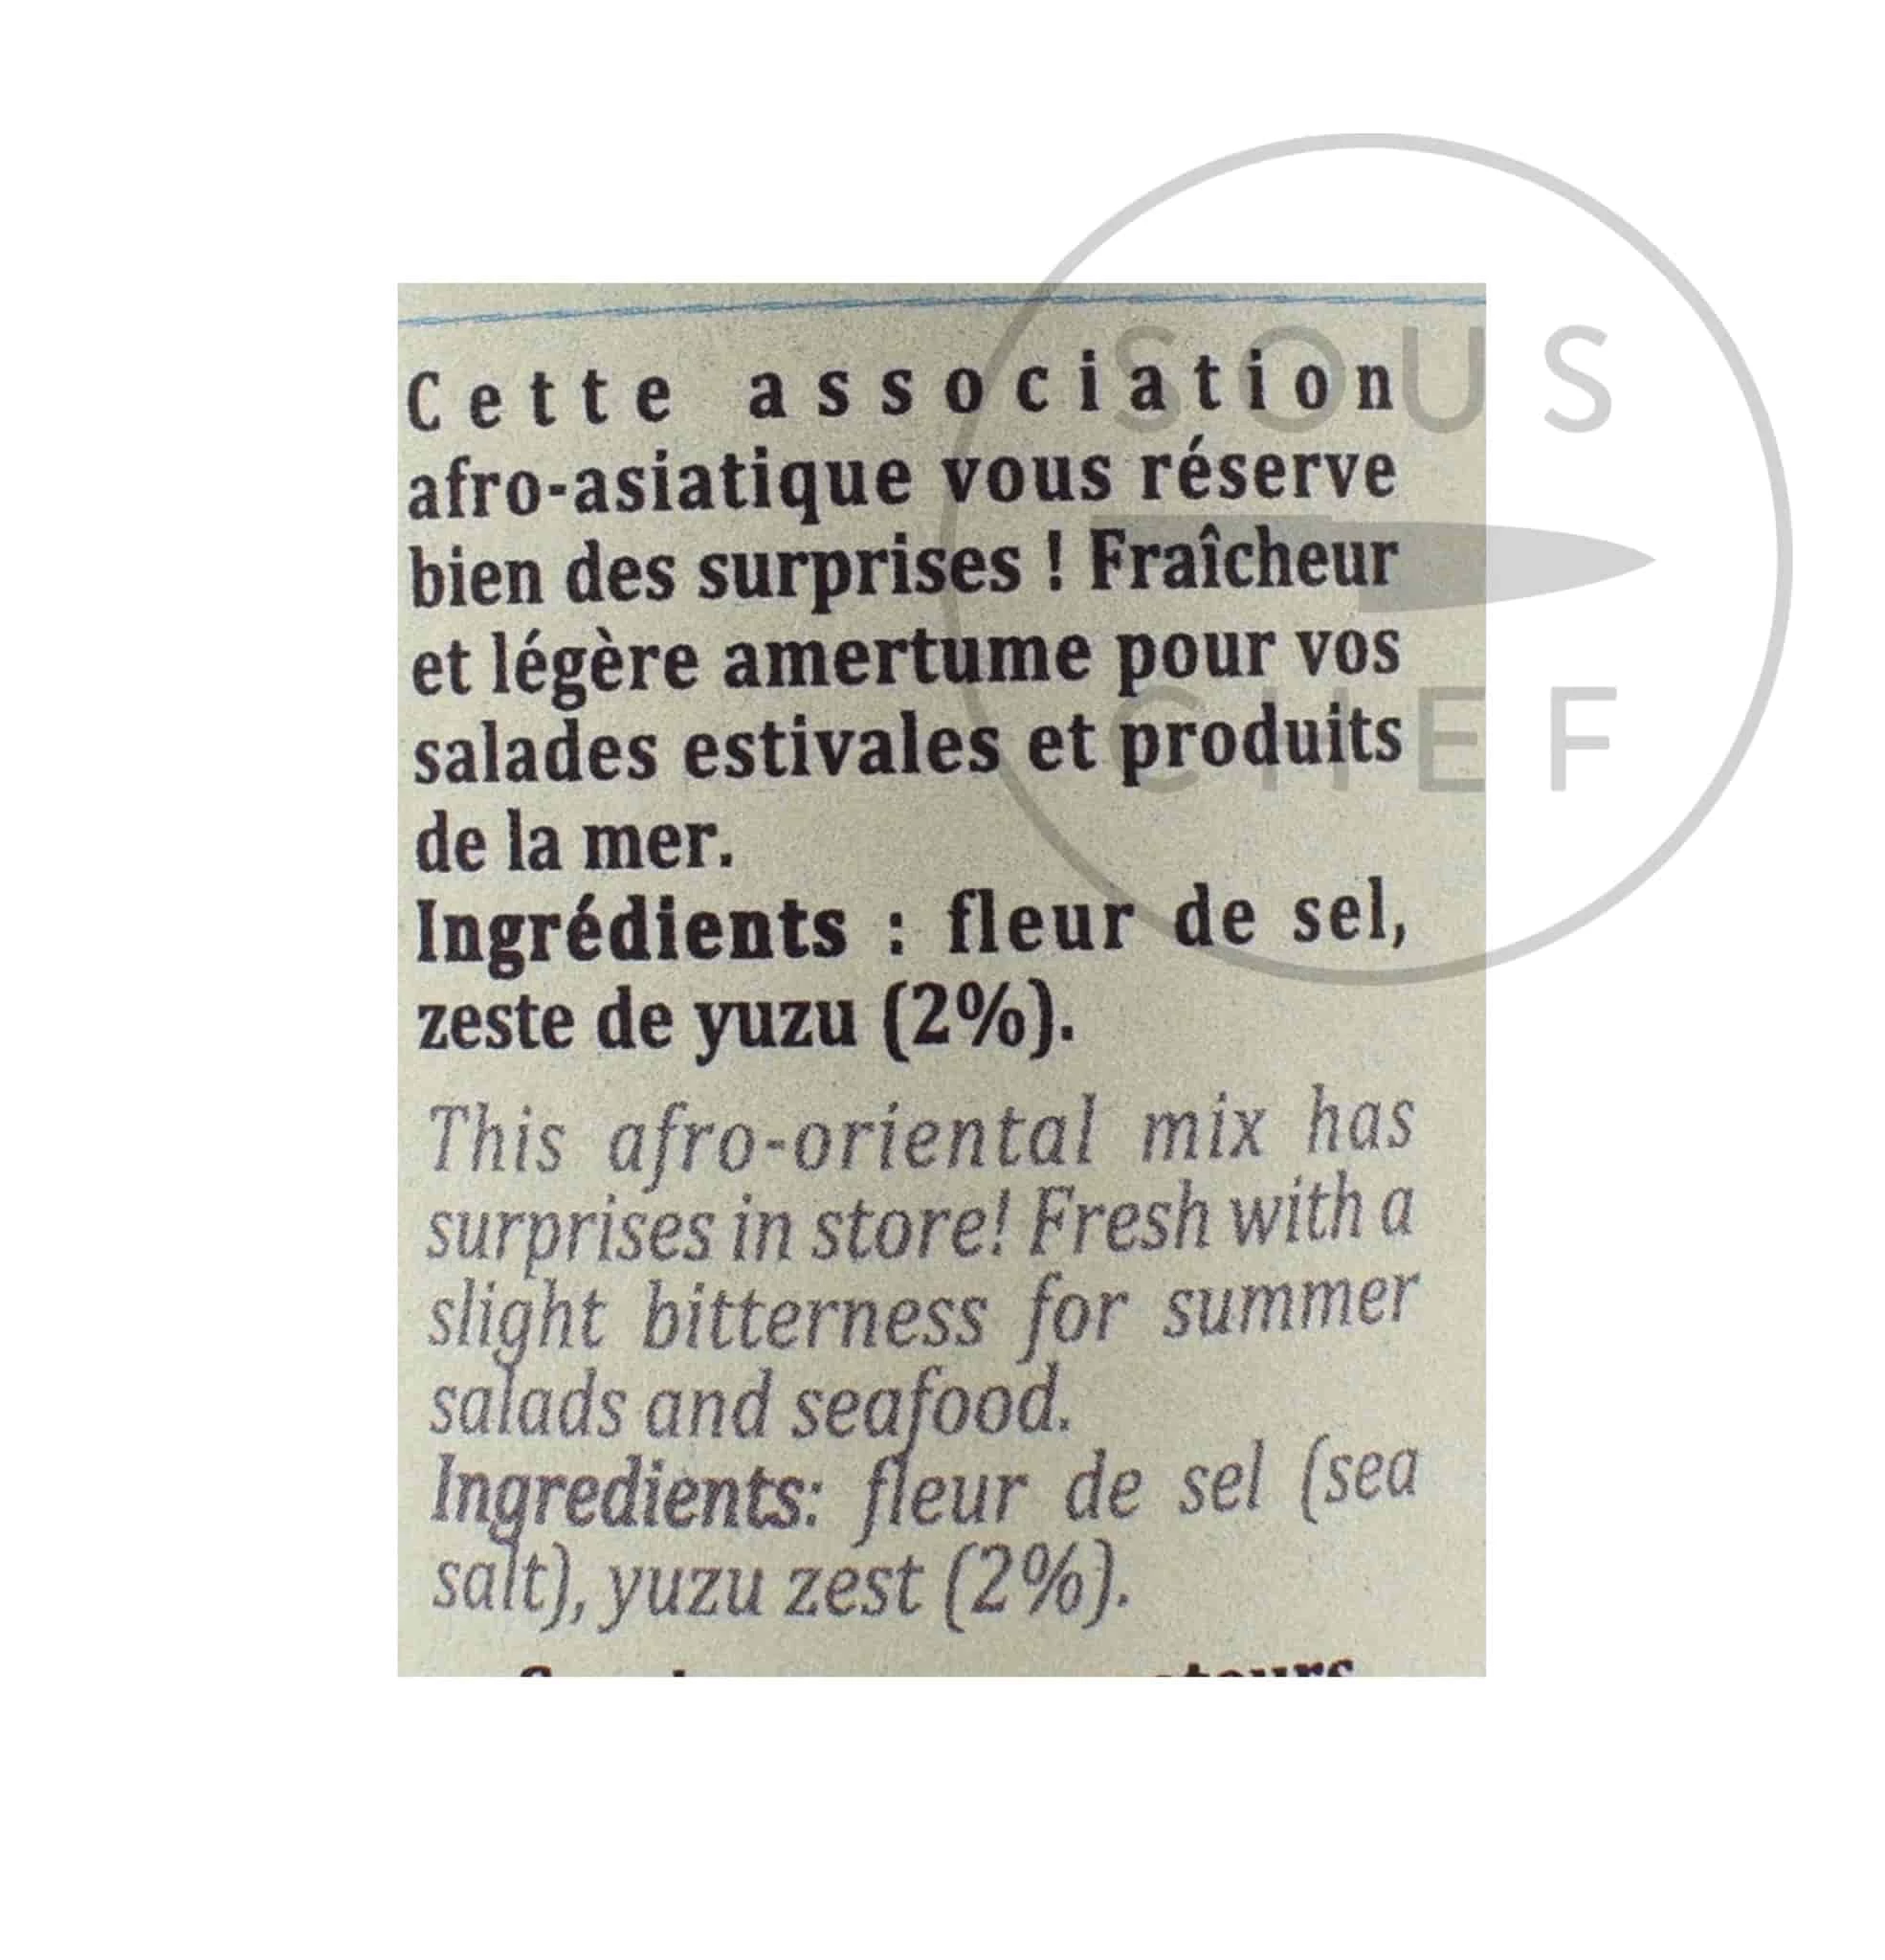 SOUS
CHEF
Cette association
afro-asiatique vous réserve
bien des surprises ! Fraîcheur
et légère amertume pour vos
salades estivales et produits
de la mer.
Ingrédients : fleur de sel,
zeste de yuzu (2%).
This afro-oriental mix has
surprises in store! Fresh with a
slight bitterness for summer
salads and seafood.
Ingredients: fleur de sel (sea
salt), yuzu zest (2%).